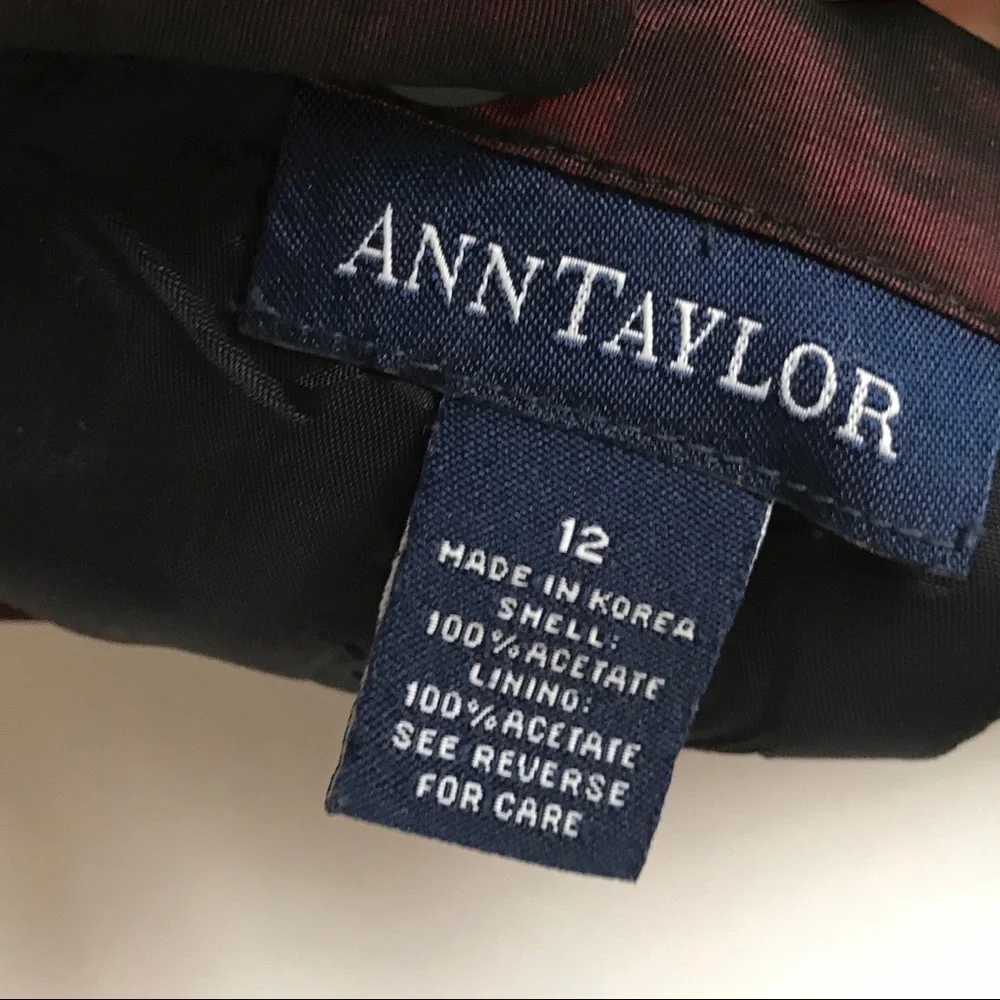 ANNTAYLOR
12
MADE IN KOREA
SHELL:
100%ACETATE
LINING:
100%ACETATE
SEE REVERSE
FOR CARE